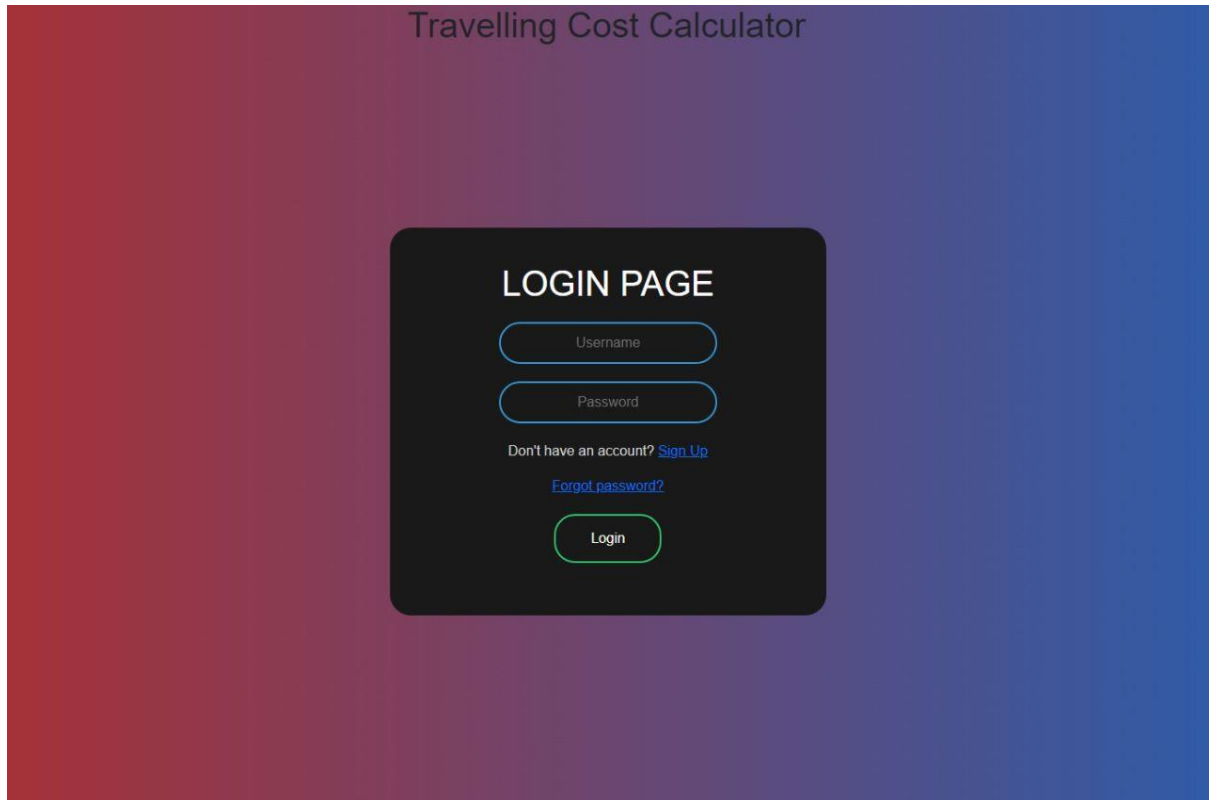 Travelling Cost Calculator
LOGIN PAGE
Username
Password
Don't have an account? Sign Up
Forgot password?
Login